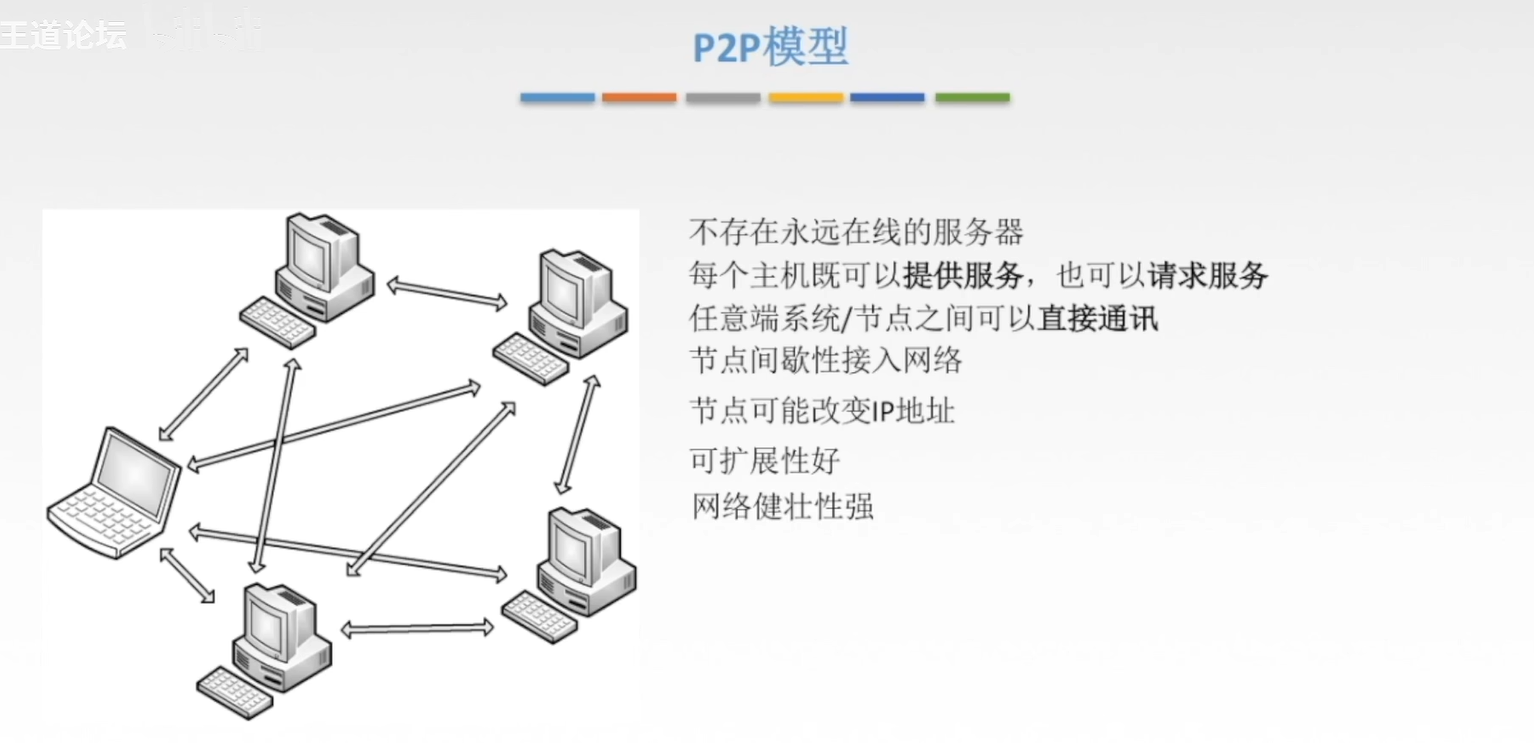 王道论坛
P2P模型
不存在永远在线的服务器
每个主机既可以提供服务，也可以请求服务
任意端系统/节点之间可以直接通讯
节点间歇性接入网络
节点可能改变IP地址
可扩展性好
网络健壮性强